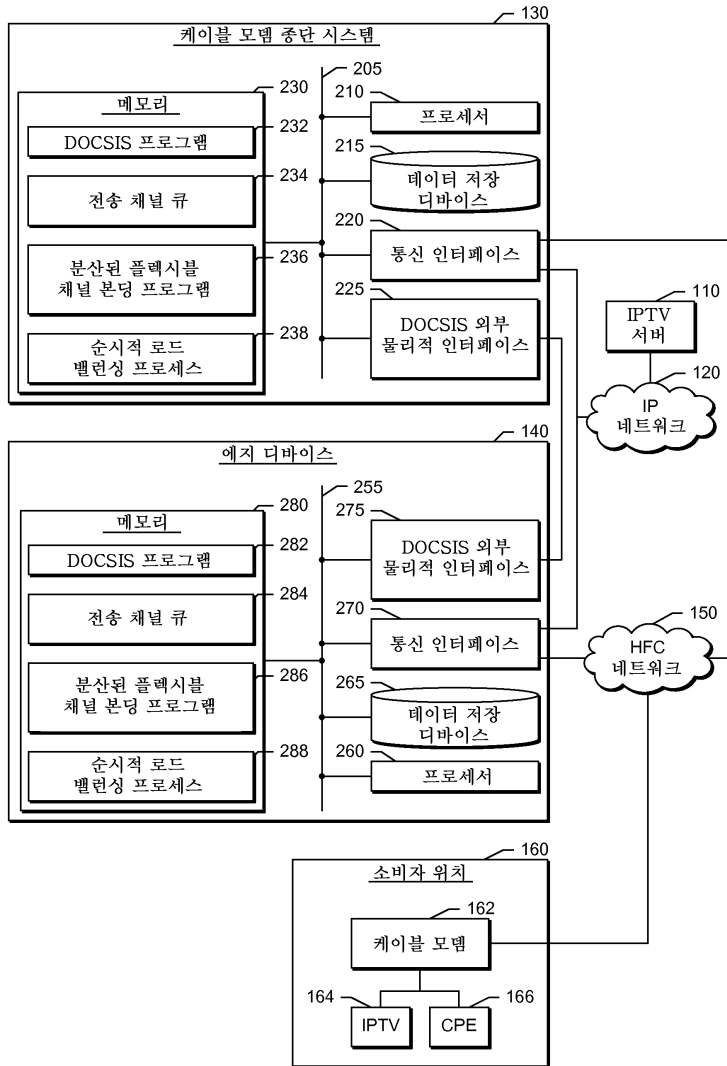 130
케이블 모뎀 종단 시스템
205
230
메모리
232
DOCSIS 프로그램
234
전송 채널 큐
236
분산된 플렉시블
채널 본딩 프로그램
238
순시적 로드
밸런싱 프로세스
210
프로세서
215
데이터 저장
디바이스
220
통신 인터페이스
225
DOCSIS 외부
물리적 인터페이스
110
IPTV
서버
120
IP
네트워크
140
에지 디바이스
255
280
메모리
282
DOCSIS 프로그램
284
전송 채널 큐
286
분산된 플렉시블
채널 본딩 프로그램
288
순시적 로드
밸런싱 프로세스
275
DOCSIS 외부
물리적 인터페이스
270
통신 인터페이스
265
데이터 저장
디바이스
260
프로세서
150
HFC
네트워크
160
소비자 위치
162
케이블 모뎀
164
IPTV
166
CPE